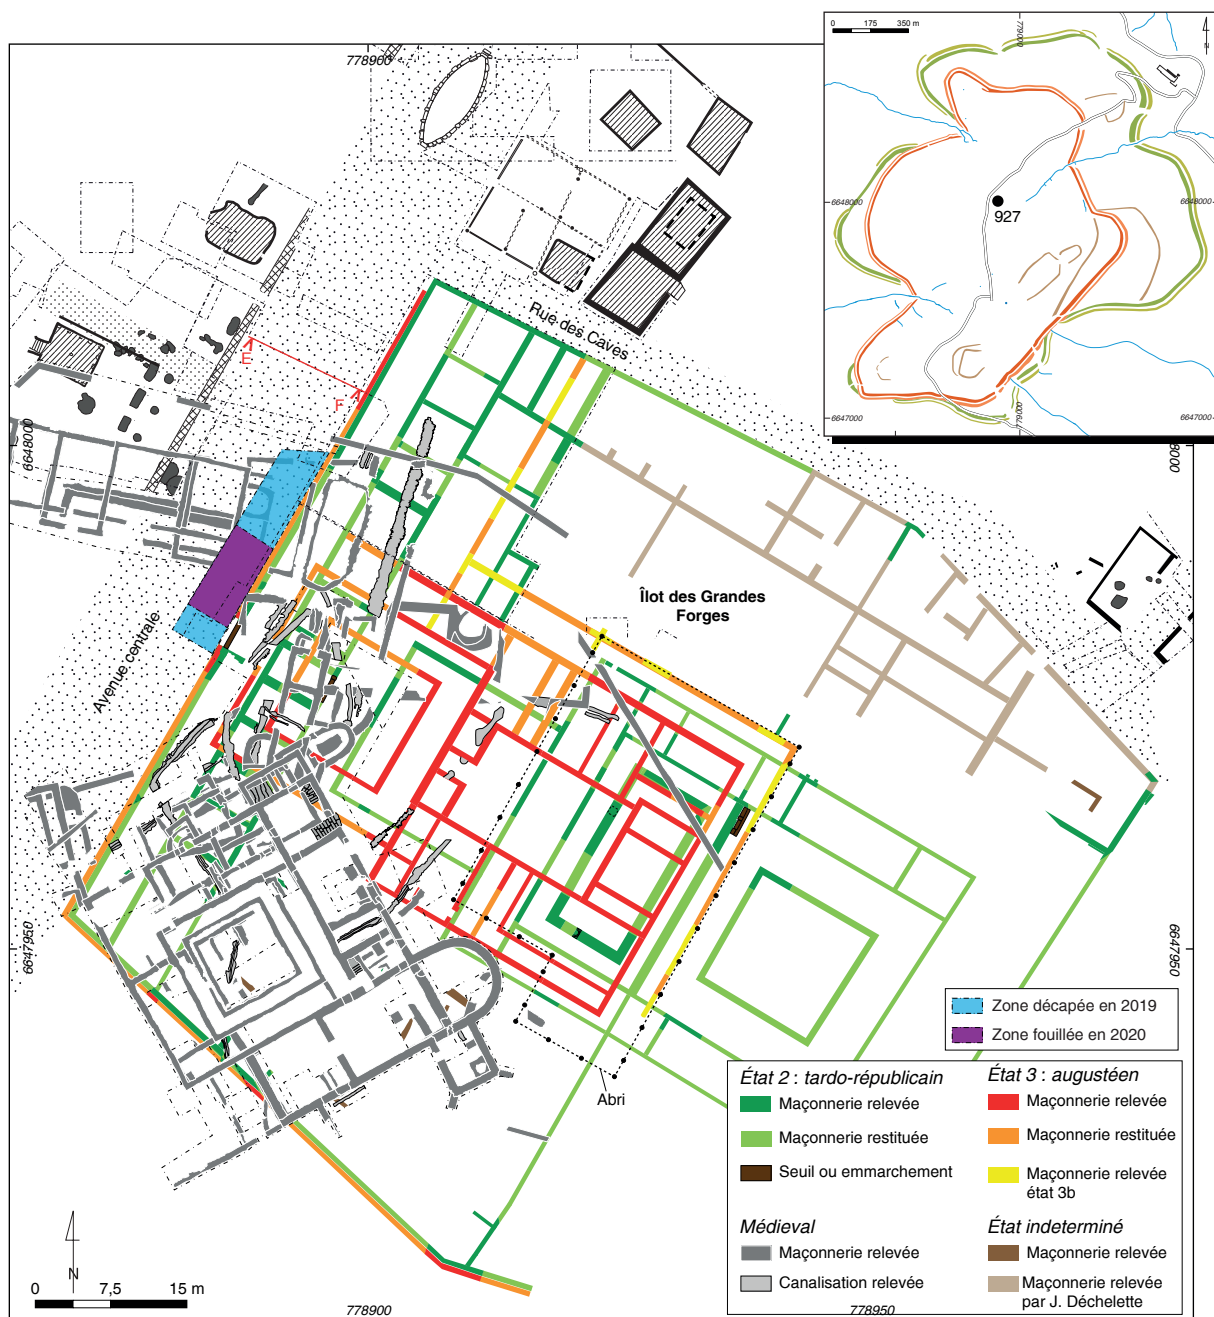 0 175 350 m
779000
N
6648000
6648000
927
6647000
779000
6647000
778900
Rue des Caves
E
F
6648000
8000
Îlot des Grandes
Forges
Avenue centrale
6647950
6647950
Abri
Zone décapée en 2019
Zone fouillée en 2020
État 2 : tardo-républicain
Maçonnerie relevée
Maçonnerie restituée
Seuil ou emmarchement
État 3 : augustéen
Maçonnerie relevée
Maçonnerie restituée
Maçonnerie relevée
état 3b
Médieval
Maçonnerie relevée
Canalisation relevée
État indeterminé
Maçonnerie relevée
Maçonnerie relevée
par J. Déchelette
N
0 7,5 15 m
778900
778950